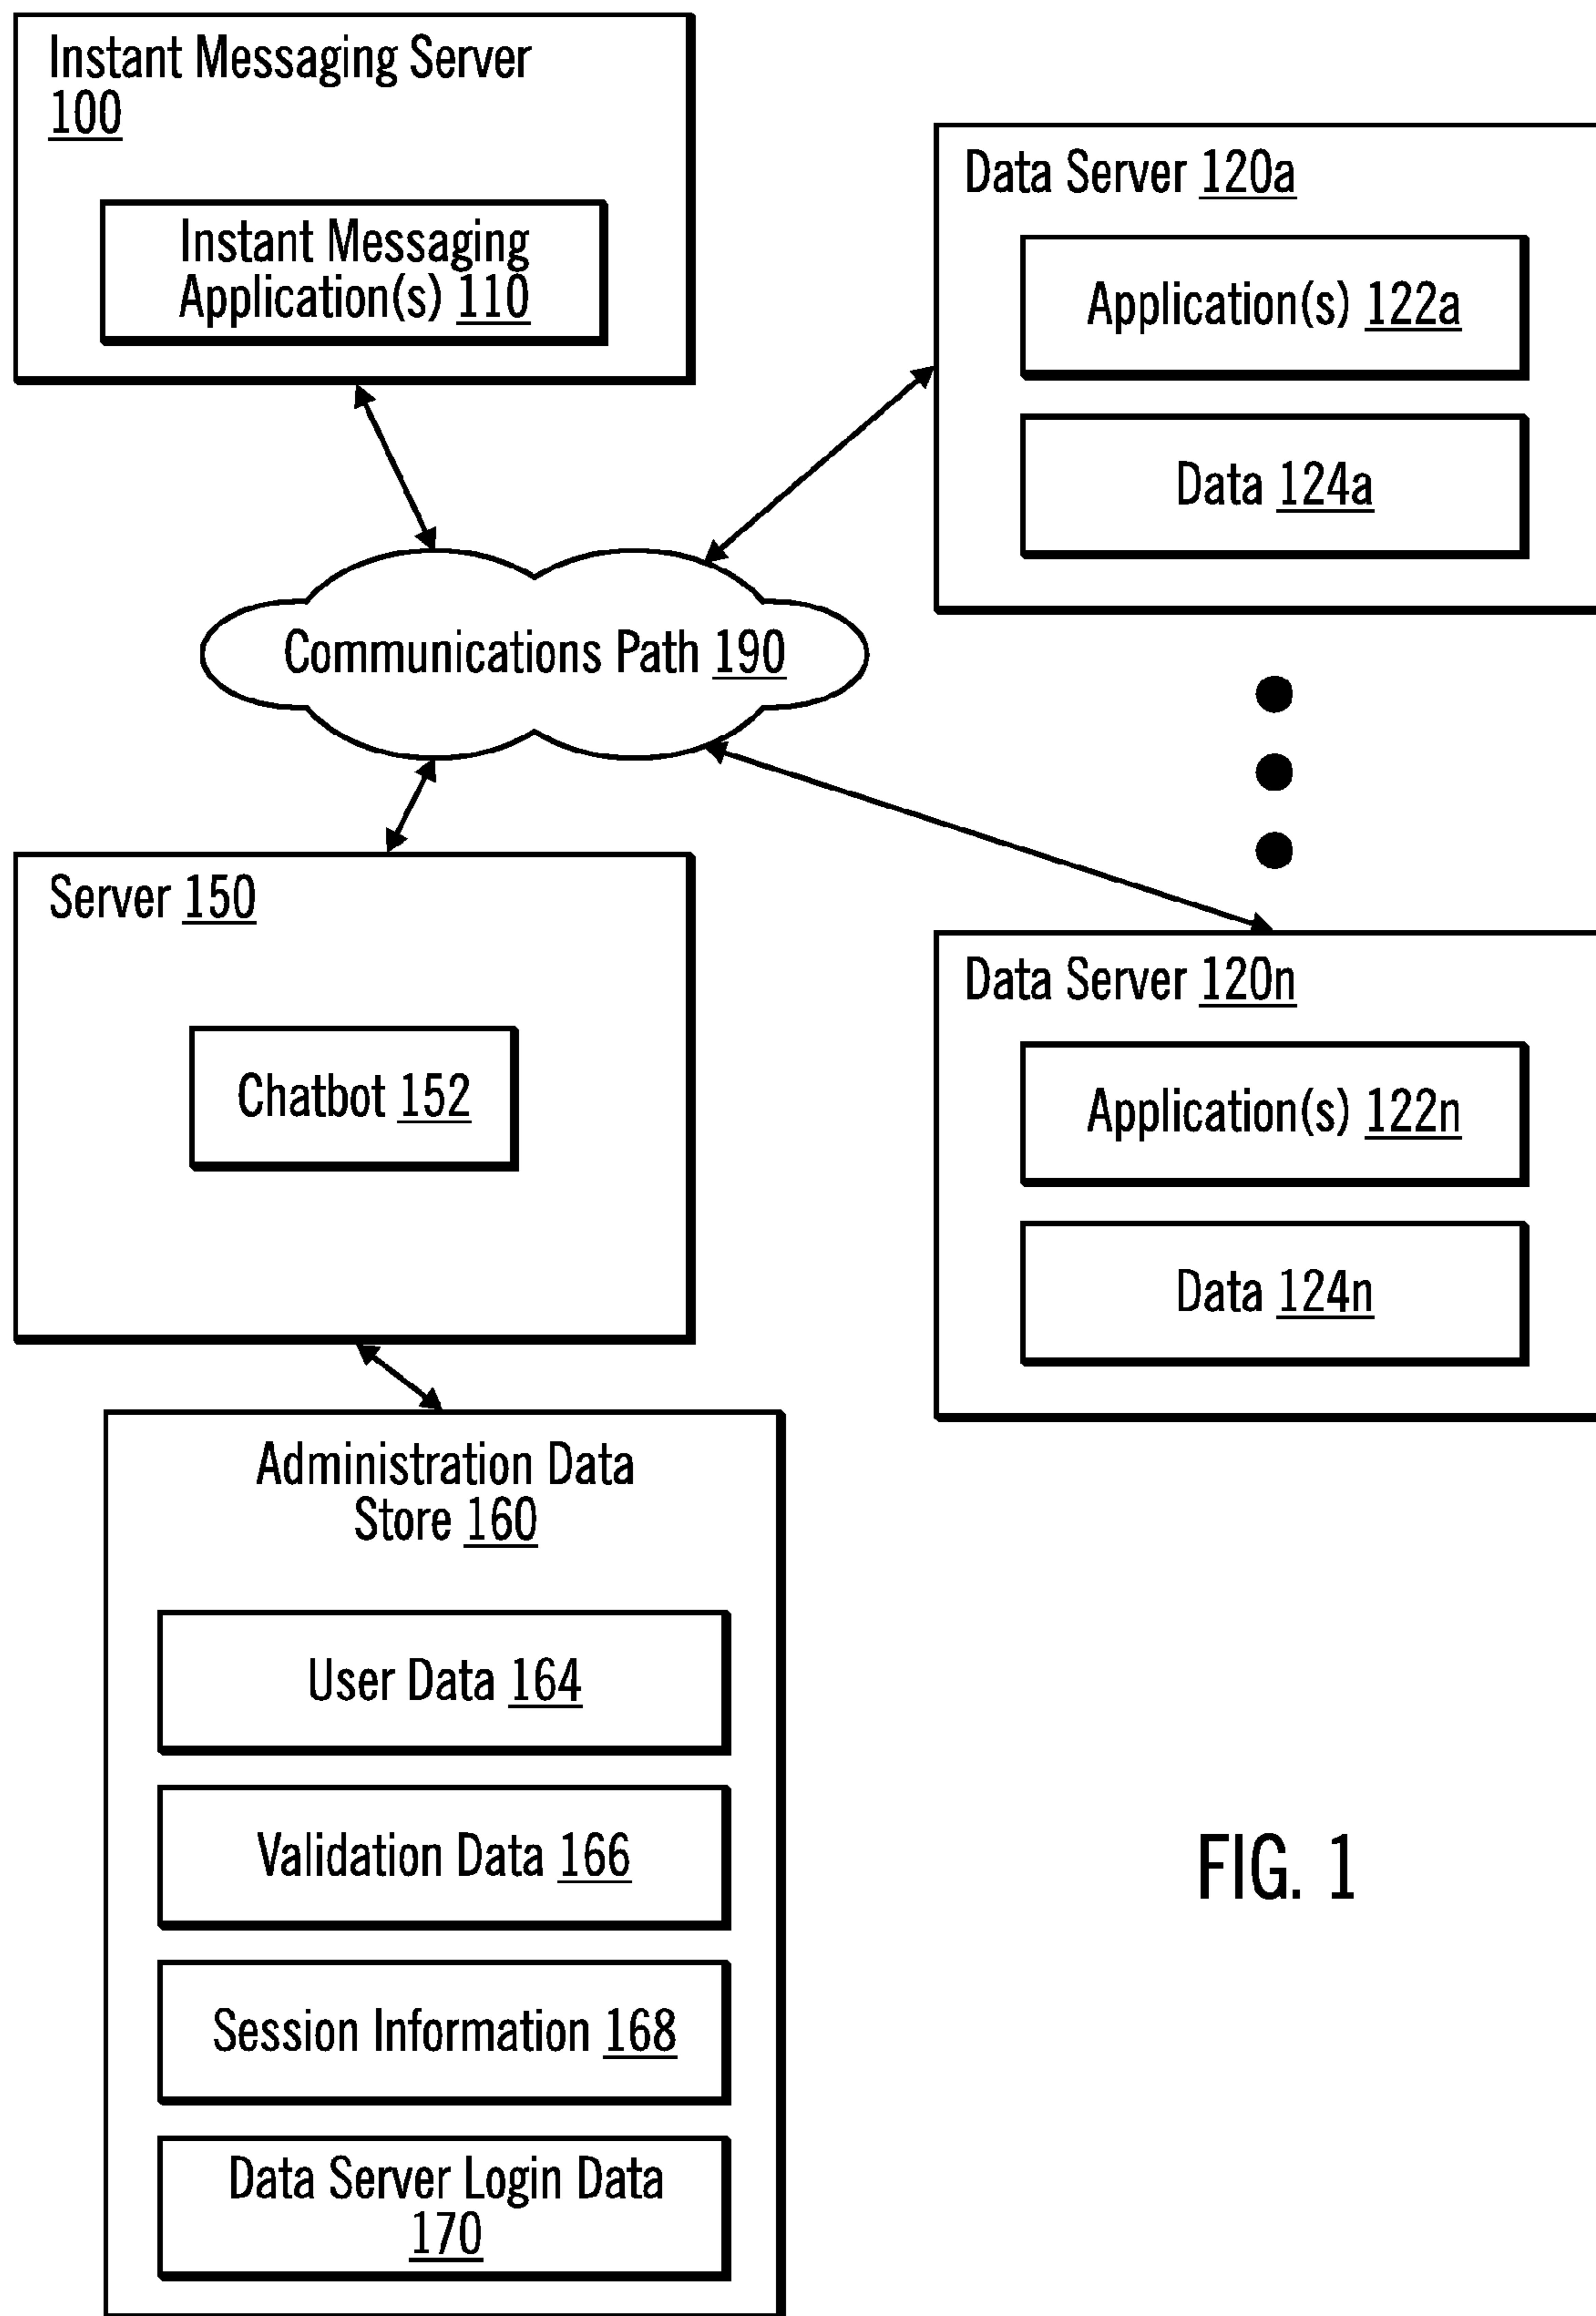 Instant Messaging Server
100
Instant Messaging
Application(s) 110
Data Server 120a
Application(s) 122a
Data 124a
Communications Path 190
Server 150
Chatbot 152
Data Server 120n
Application(s) 122n
Data 124n
Administration Data
Store 160
User Data 164
Validation Data 166
Session Information 168
Data Server Login Data
170
FIG. 1